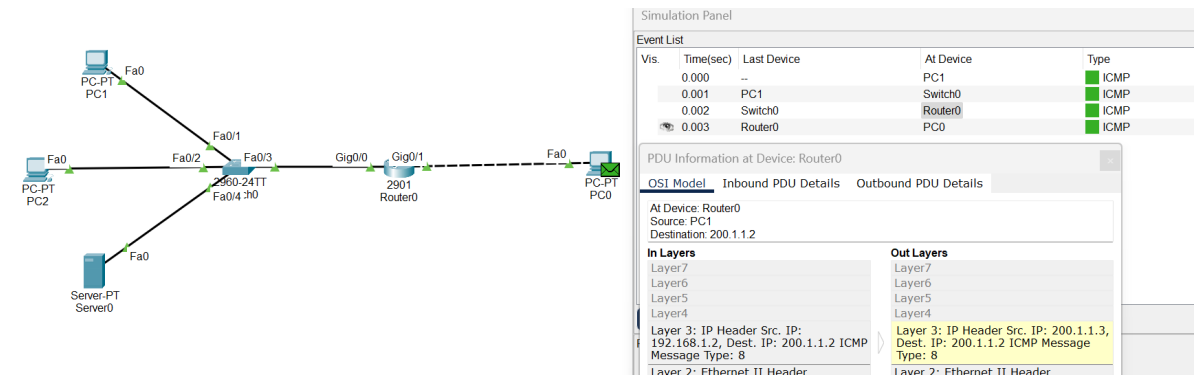 Fa0
PC-PT
PC1
Fa0/1
Fa0
PC-PT
PC2
Fa0/2
Fa0/3
2960-24TT
Fa0/4
:h0
Gig0/0
Gig0/1
2901
Router0
Fa0
PC-PT
PC0
Fa0
Server-PT
Server0
Simulation Panel
Event List
Vis. Time(sec) Last Device At Device Type
0.000 -- PC1 ICMP
0.001 PC1 Switch0 ICMP
0.002 Switch0 Router0 ICMP
0.003 Router0 PC0 ICMP
PDU Information at Device: Router0
OSI Model Inbound PDU Details Outbound PDU Details
At Device: Router0
Source: PC1
Destination: 200.1.1.2
In Layers
Layer7
Layer6
Layer5
Layer4
Layer 3: IP Header Src. IP:
192.168.1.2, Dest. IP: 200.1.1.2 ICMP
Message Type: 8
Layer 2: Ethernet II Header
Out Layers
Layer7
Layer6
Layer5
Layer4
Layer 3: IP Header Src. IP: 200.1.1.3,
Dest. IP: 200.1.1.2 ICMP Message
Type: 8
Layer 2: Ethernet II Header